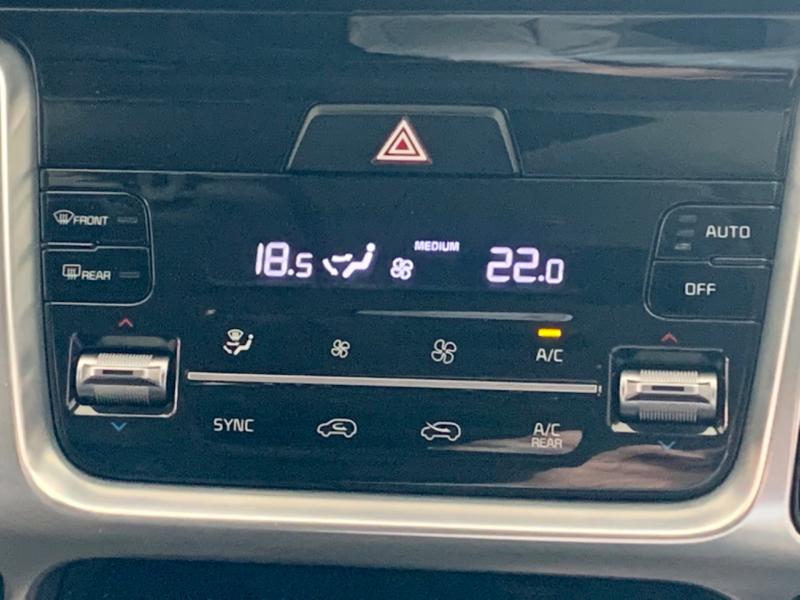 FRONT
AUTO
MEDIUM
18.5
22.0
REAR
OFF
A/C
SYNC
A/C
REAR